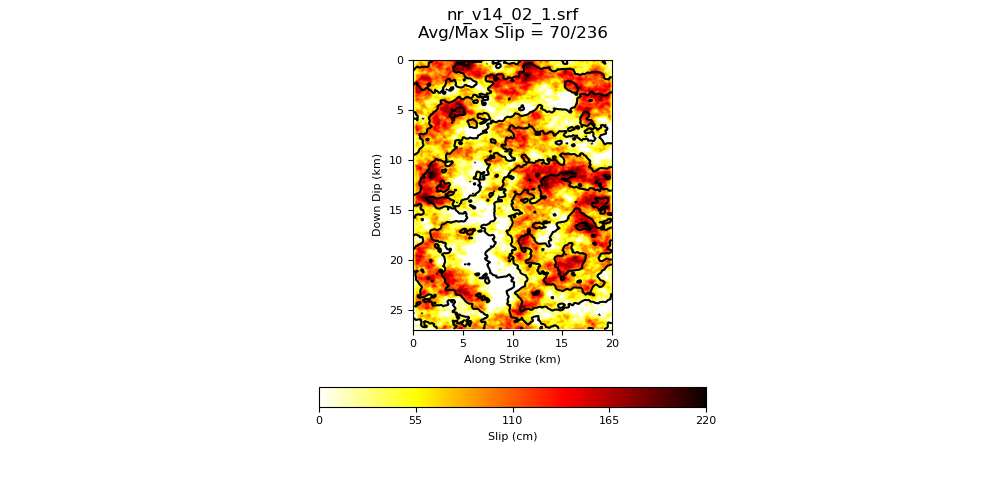 nr_v14_02_1.srf
Avg/Max Slip = 70/236
0
5
10
15
20
25
Down Dip (km)
0 5 10 15 20
Along Strike (km)
0 55 110 165 220
Slip (cm)